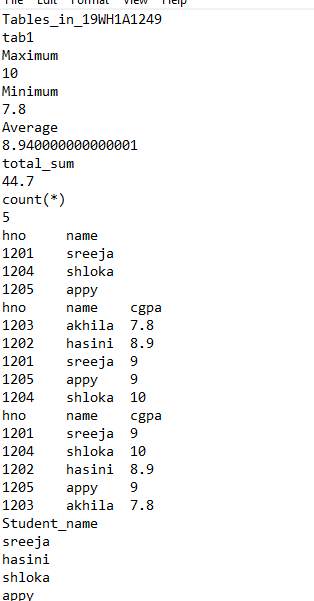 File Edit Format View Help
Tables_in_19WH1A1249
tab1
Maximum
10
Minimum
7.8
Average
8.940000000000001
total_sum
44.7
count(*)
5
hno name
1201 sreeja
1204 shloka
1205 appy
hno name cgpa
1203 akhila 7.8
1202 hasini 8.9
1201 sreeja 9
1205 appy 9
1204 shloka 10
hno name cgpa
1201 sreeja 9
1204 shloka 10
1202 hasini 8.9
1205 appy 9
1203 akhila 7.8
Student_name
sreeja
hasini
shloka
appy